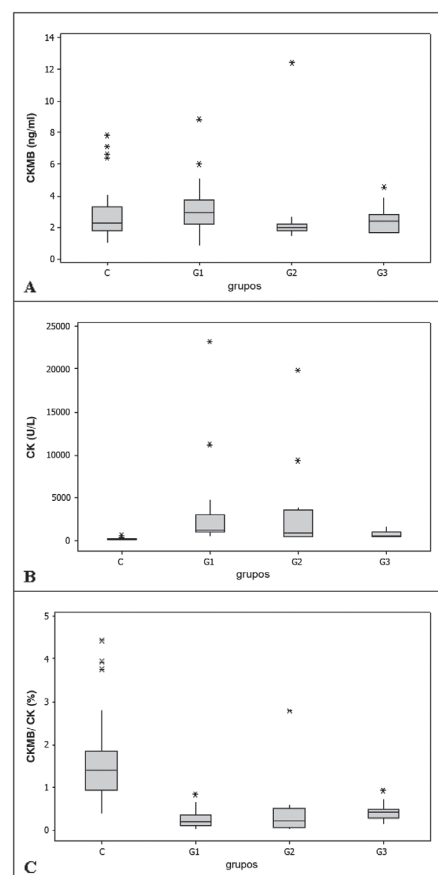 14
12
10
8
6
4
2
0
CKMB (ng/ml)
C G1 G2 G3
grupos
A
25000
20000
15000
10000
5000
0
CK (U/L)
C G1 G2 G3
grupos
B
5
4
3
2
1
0
CKMB/ CK (%)
C G1 G2 G3
grupos
C